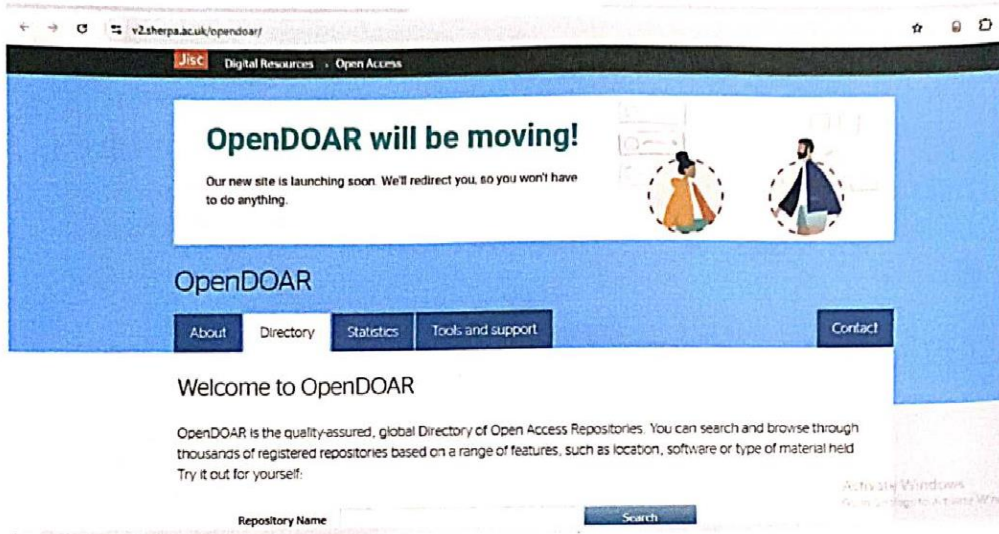 v2.sherpa.ac.uk/opendoar/
Jisc Digital Resources › Open Access
OpenDOAR will be moving!
Our new site is launching soon. We'll redirect you, so you won't have
to do anything.
OpenDOAR
About Directory Statistics Tools and support Contact
Welcome to OpenDOAR
OpenDOAR is the quality-assured, global Directory of Open Access Repositories. You can search and browse through
thousands of registered repositories based on a range of features, such as location, software or type of material held
Try it out for yourself:
Activate Windows
Repository Name Search